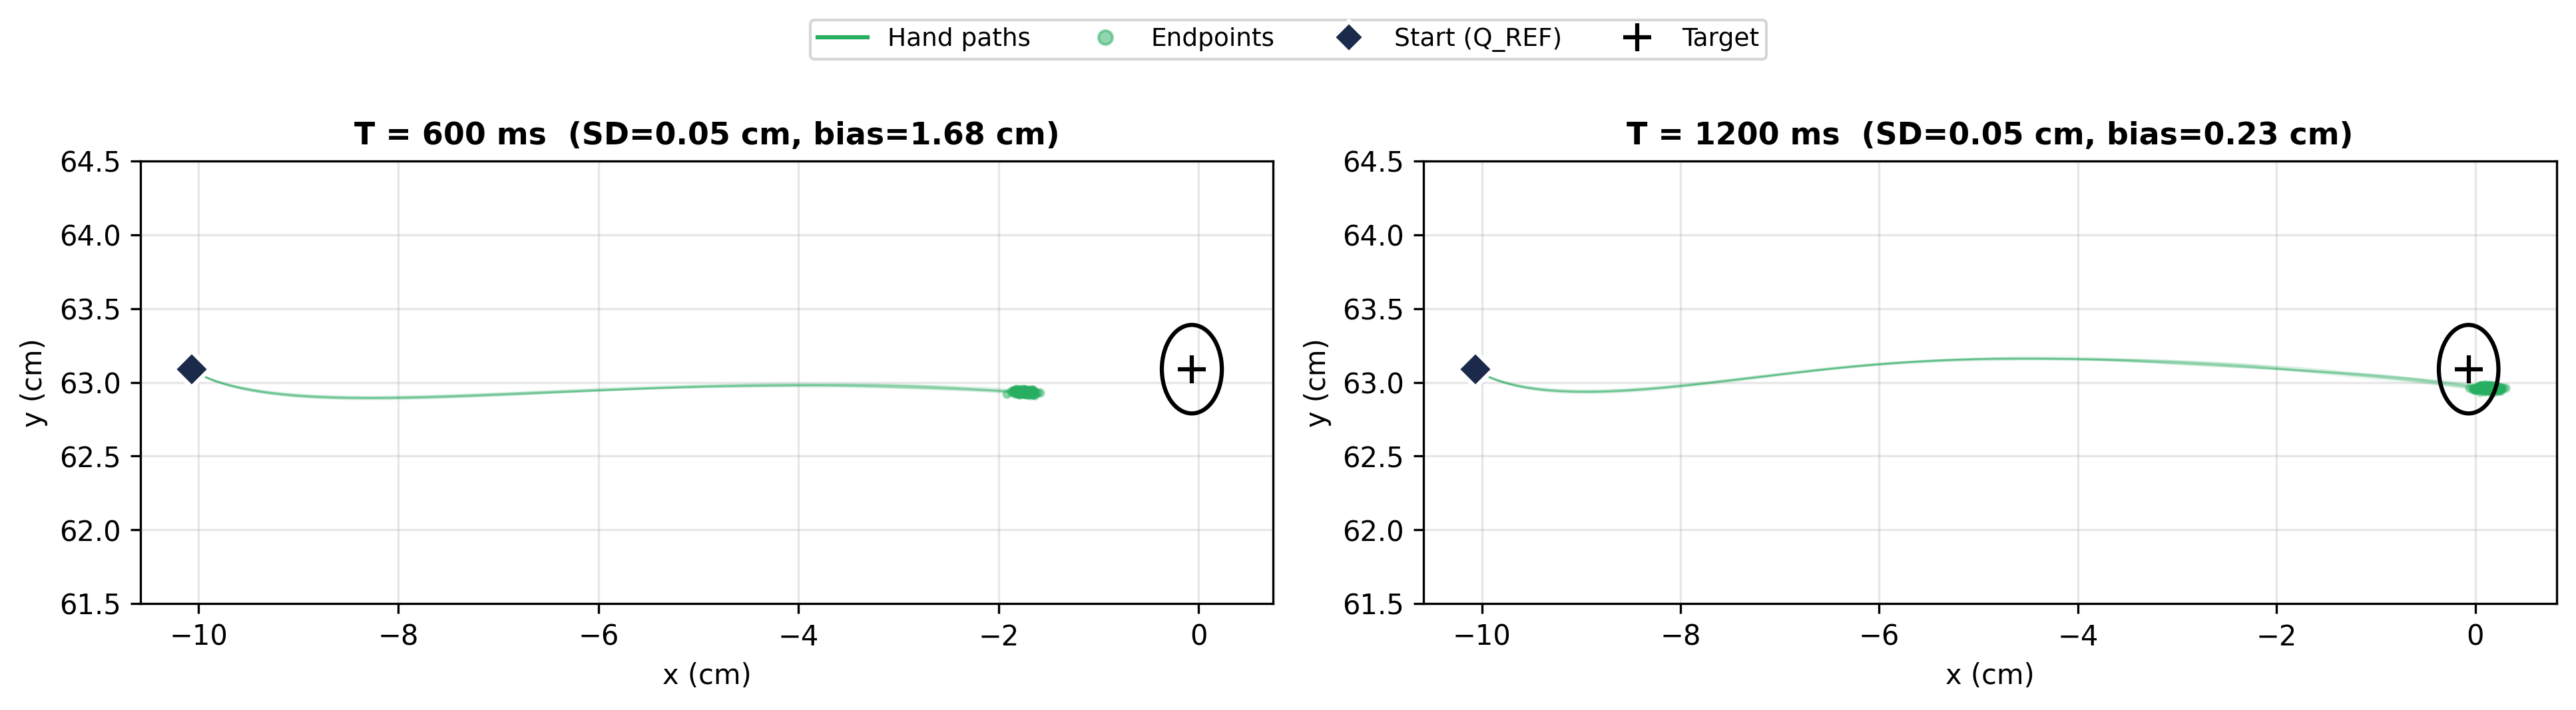 Hand paths Endpoints Start (Q_REF) Target
T = 600 ms (SD=0.05 cm, bias=1.68 cm)
64.5
64.0
63.5
63.0
62.5
62.0
61.5
y (cm)
−10 −8 −6 −4 −2 0
x (cm)
T = 1200 ms (SD=0.05 cm, bias=0.23 cm)
64.5
64.0
63.5
63.0
62.5
62.0
61.5
y (cm)
−10 −8 −6 −4 −2 0
x (cm)